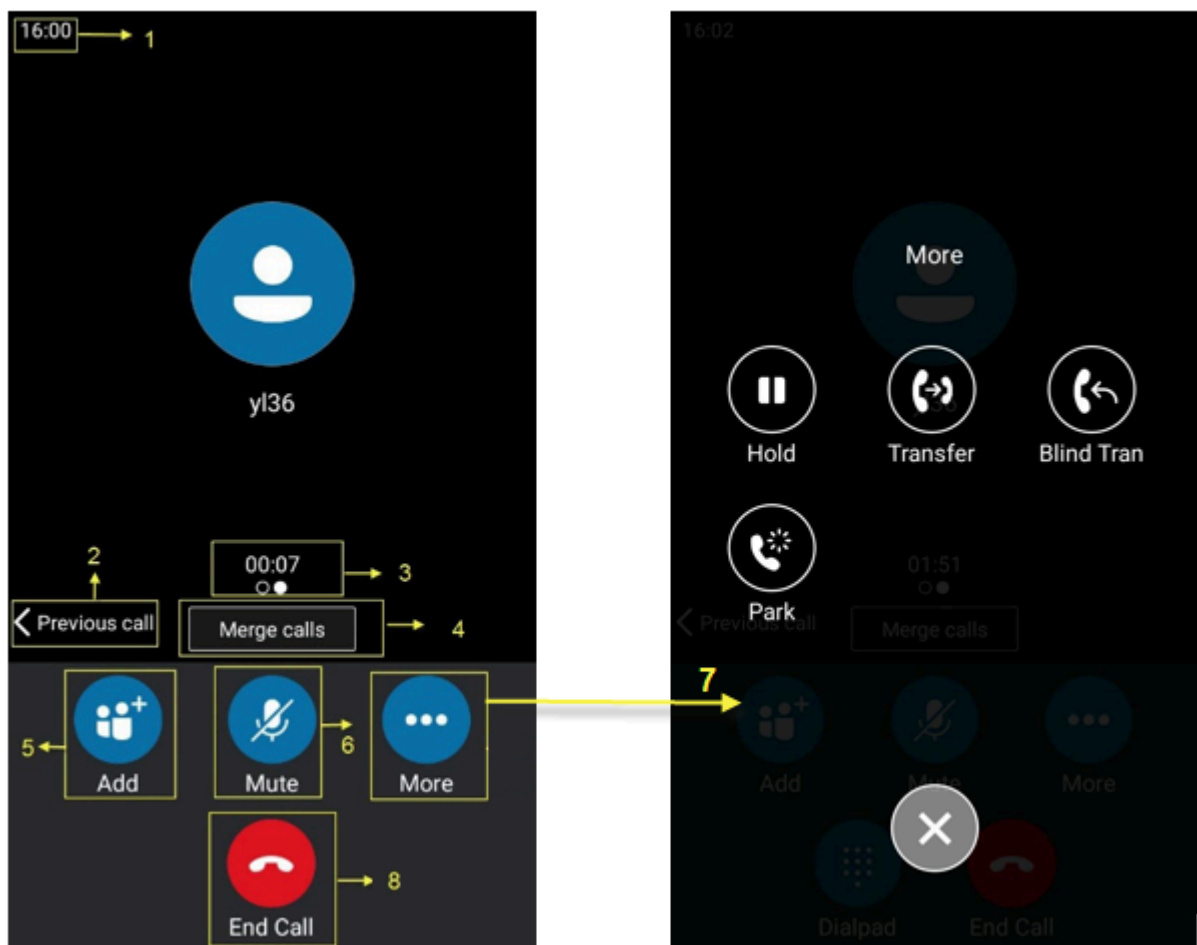 16:00
1
yl36
2
00:07
3
Previous call
Merge calls
4
5
Add
Mute
6
More
End Call
8
7
16:02
More
yl36
Hold
Transfer
Blind Tran
Park
01:51
Previous call
Merge calls
Add
Mute
More
Dialpad
End Call